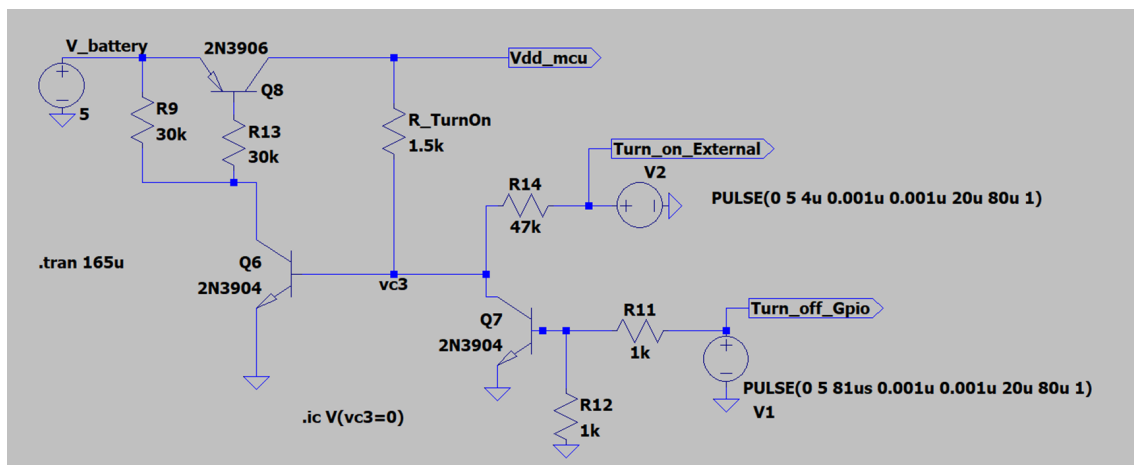 V_battery
2N3906
Vdd_mcu
Q8
5
R9
30k
R13
30k
R_TurnOn
1.5k
Turn_on_External
V2
R14
47k
PULSE(0 5 4u 0.001u 0.001u 20u 80u 1)
.tran 165u
Q6
2N3904
vc3
Q7
2N3904
R11
1k
Turn_off_Gpio
PULSE(0 5 81us 0.001u 0.001u 20u 80u 1)
V1
R12
1k
.ic V(vc3=0)